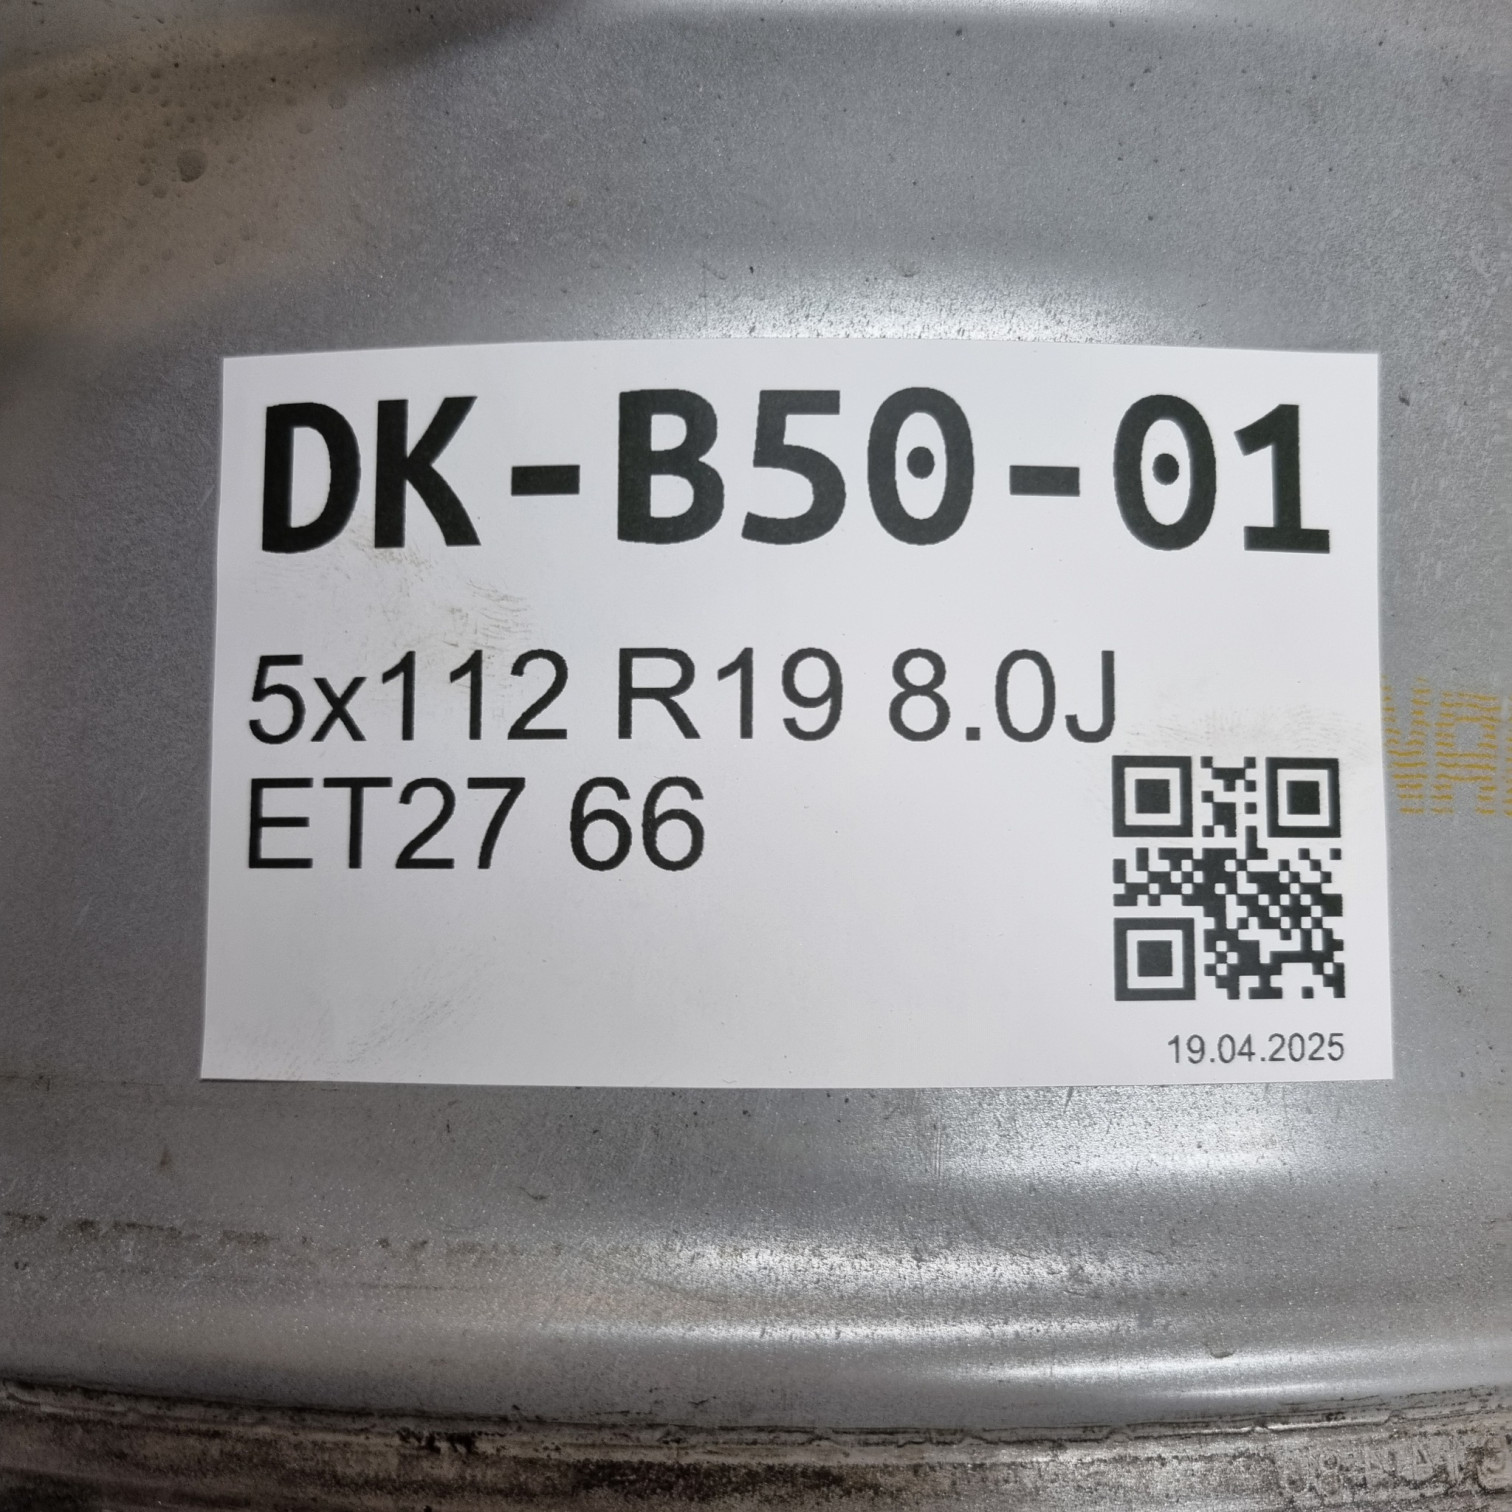 DK-B50-01
5x112 R19 8.0J
ET27 66
19.04.2025